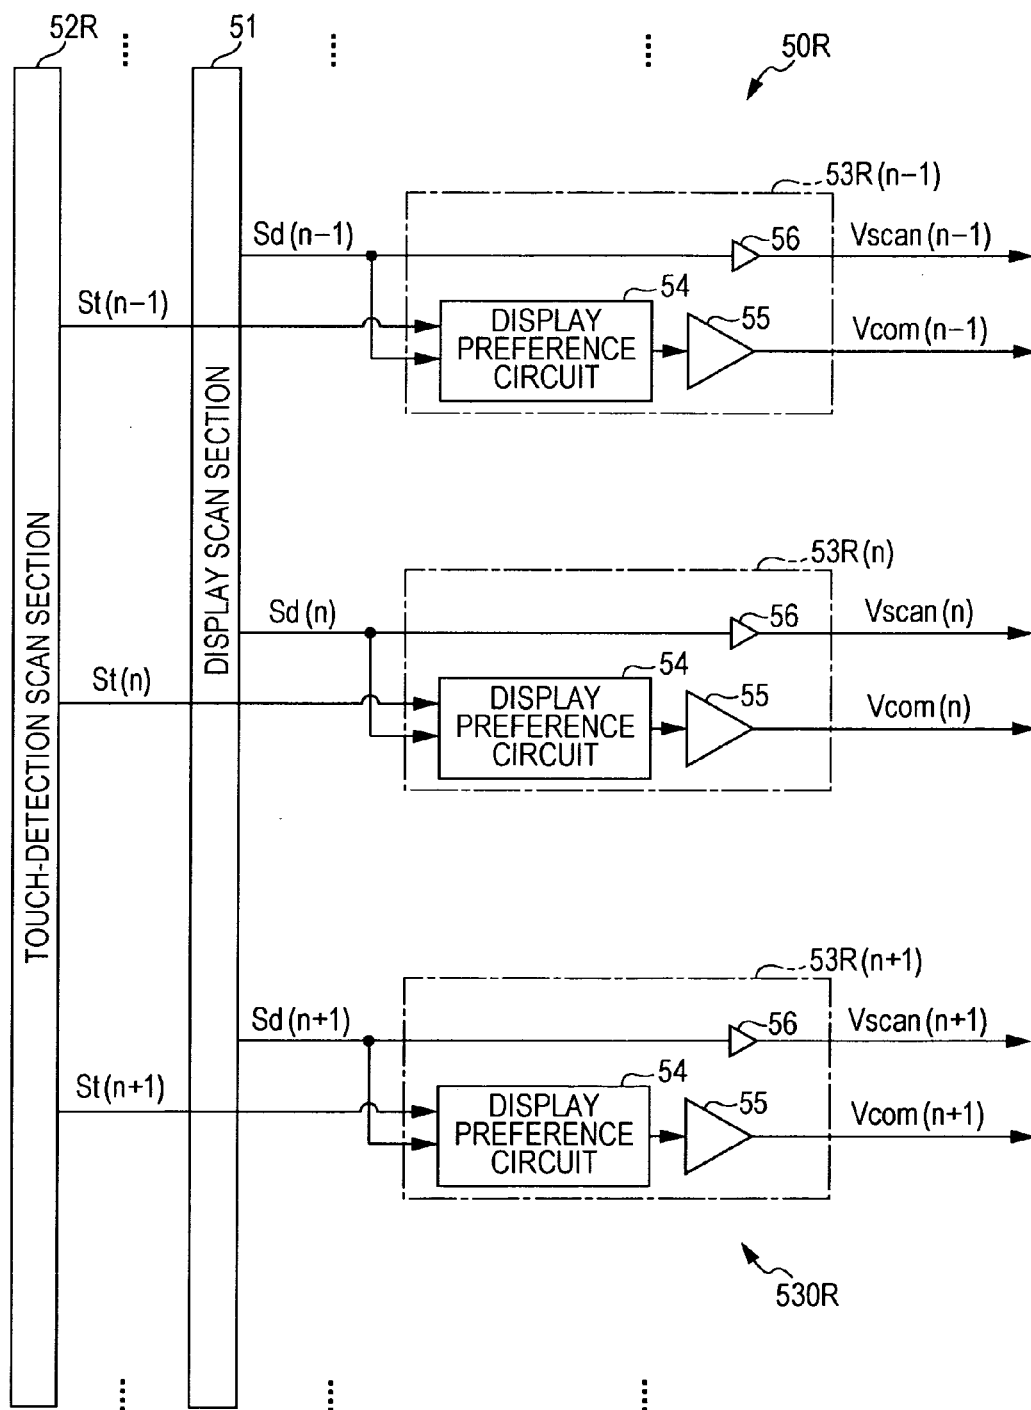 52R
51
50R
53R(n-1)
Sd(n-1)
56
Vscan(n-1)
St(n-1)
54
DISPLAY
PREFERENCE
CIRCUIT
55
Vcom(n-1)
TOUCH-DETECTION SCAN SECTION
DISPLAY SCAN SECTION
53R(n)
Sd(n)
56
Vscan(n)
St(n)
54
DISPLAY
PREFERENCE
CIRCUIT
55
Vcom(n)
53R(n+1)
Sd(n+1)
56
Vscan(n+1)
St(n+1)
54
DISPLAY
PREFERENCE
CIRCUIT
55
Vcom(n+1)
530R